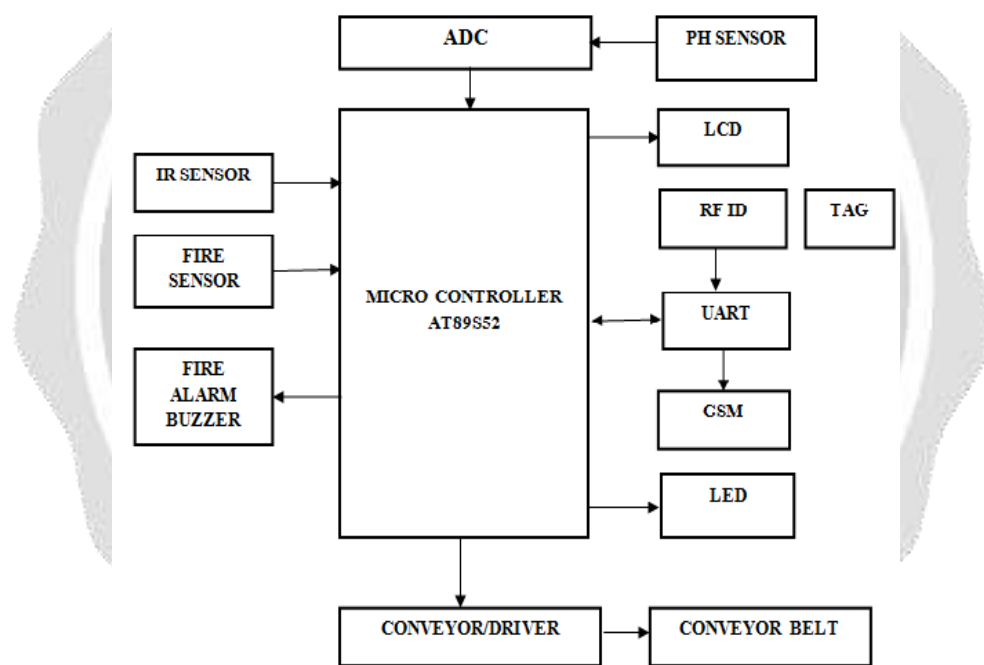 ADC
PH SENSOR
LCD
IR SENSOR
RF ID
TAG
FIRE
SENSOR
MICRO CONTROLLER
AT89S52
UART
FIRE
ALARM
BUZZER
GSM
LED
CONVEYOR/DRIVER
CONVEYOR BELT